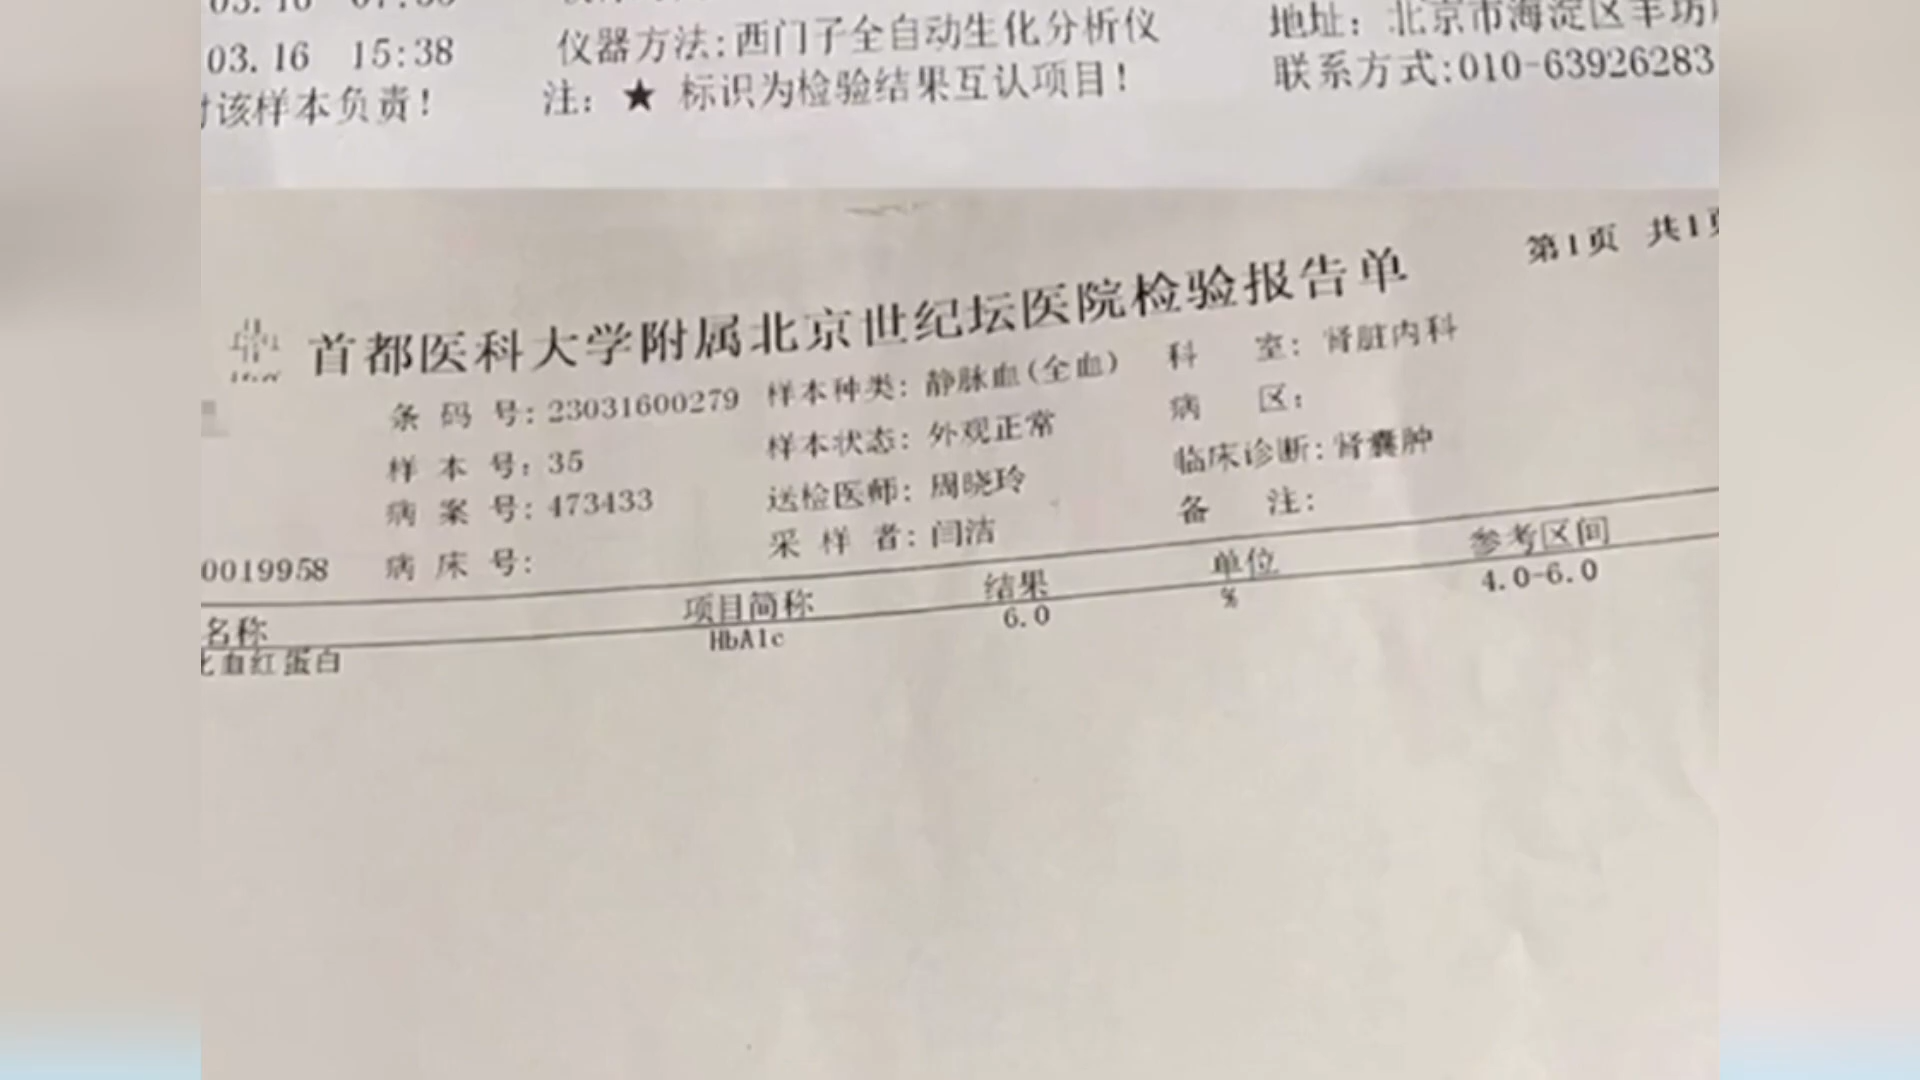 03.16 15:38 仪器方法:西门子全自动生化分析仪 地址: 北京市海淀区羊坊
该样本负责! 注: ★ 标识为检验结果互认项目! 联系方式:010-63926283
第1页 共1页
首都医科大学附属北京世纪坛医院检验报告单
条 码 号: 23031600279 样本种类: 静脉血(全血) 科 室: 肾脏内科
样 本 号: 35 样本状态: 外观正常 病 区:
病 案 号: 473433 送检医师: 周晓玲 临床诊断: 肾囊肿
0019958 病 床 号: 采 样 者: 闫洁 备 注:
名称 项目简称 结果 单位 参考区间
化血红蛋白 HbA1c 6.0 % 4.0-6.0